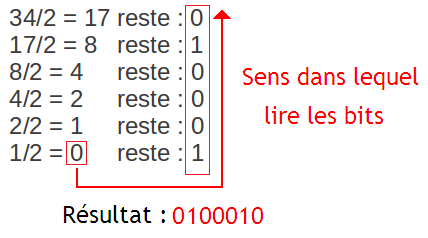 34/2 = 17 reste : 0
17/2 = 8 reste : 1
8/2 = 4 reste : 0
4/2 = 2 reste : 0
2/2 = 1 reste : 0
1/2 = 0 reste : 1
Sens dans lequel
lire les bits
Résultat : 0100010